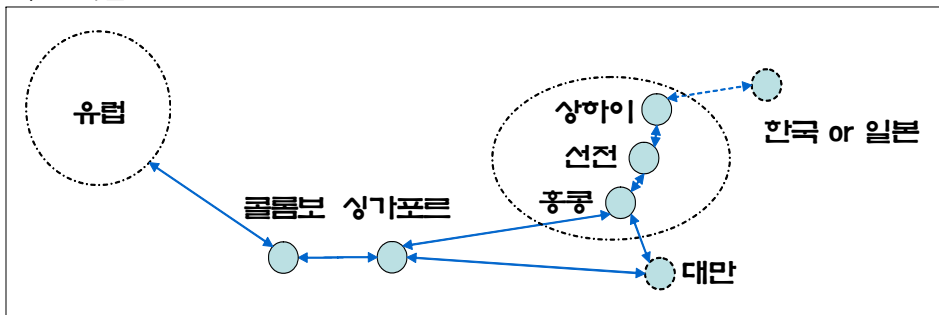 유럽
상하이
한국 or 일본
선전
콜롬보 싱가포르
홍콩
대만